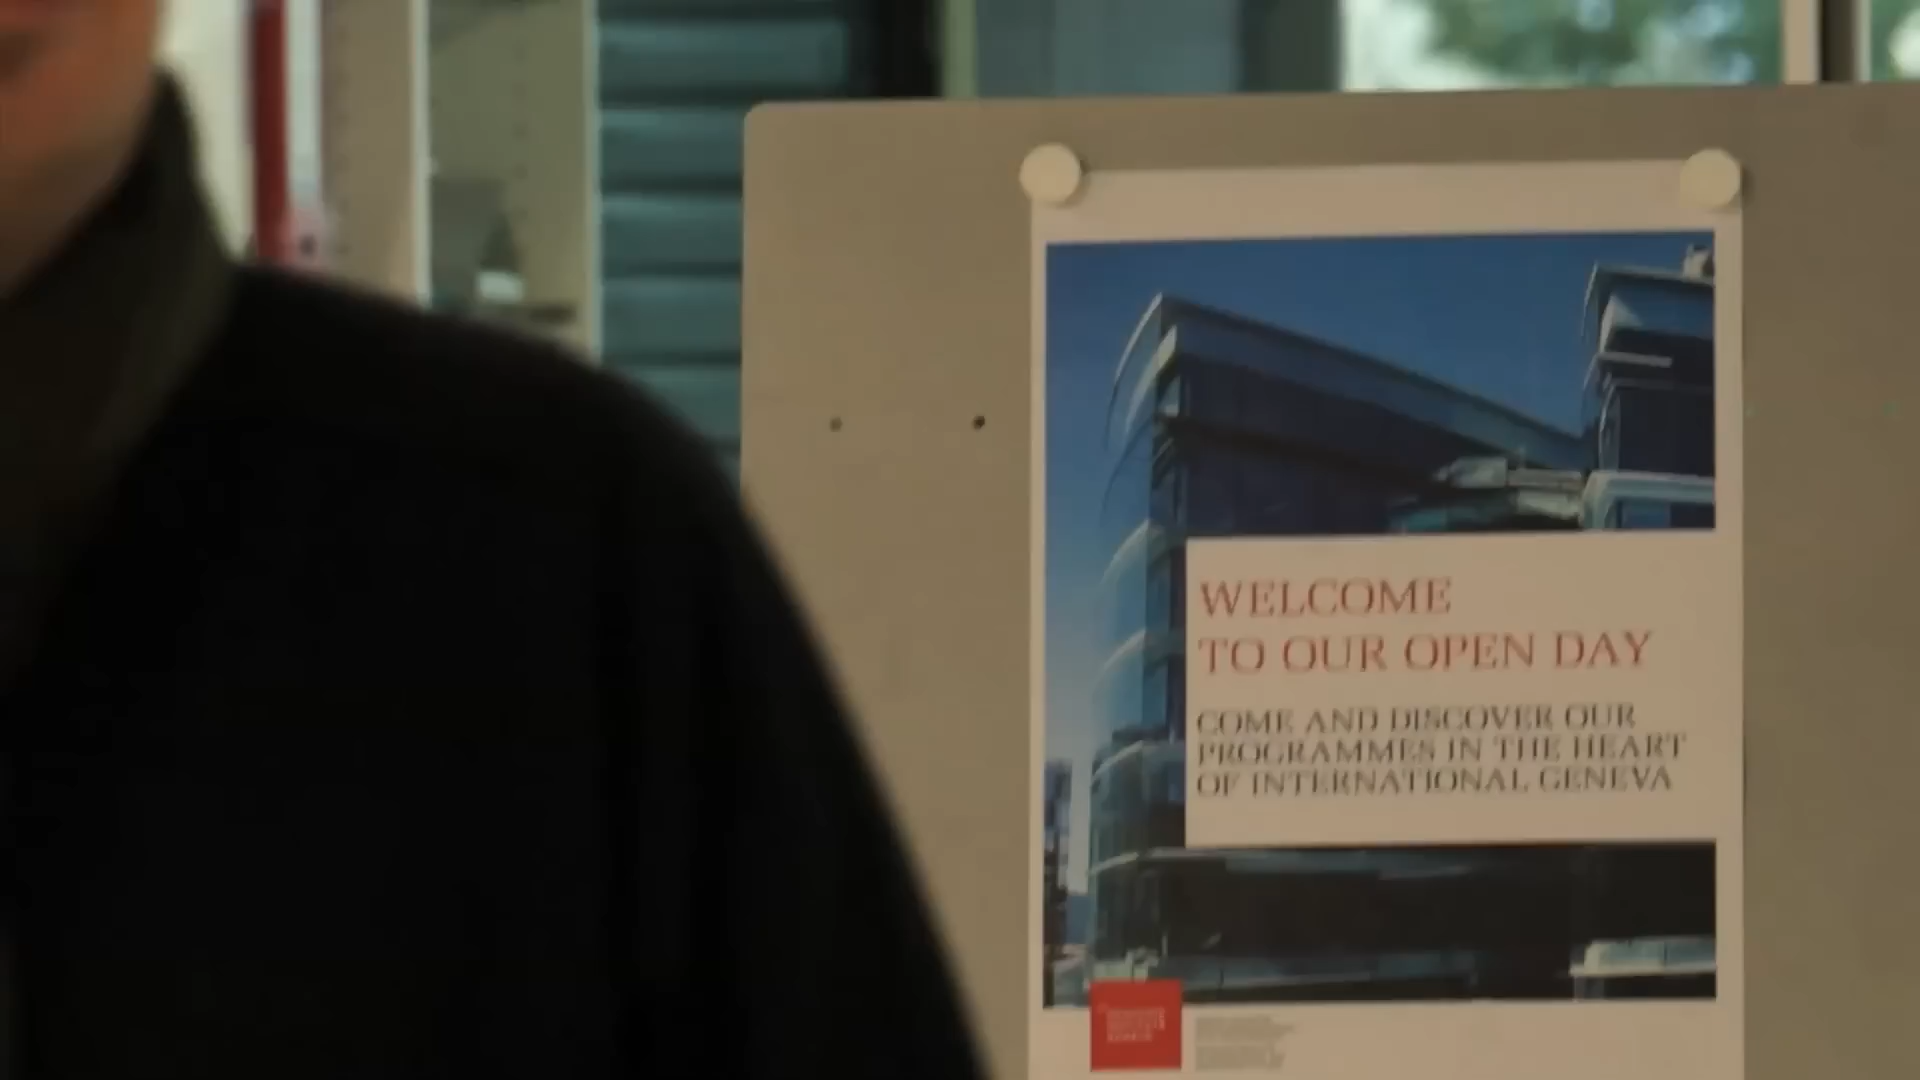 WELCOME
TO OUR OPEN DAY
COME AND DISCOVER OUR
PROGRAMMES IN THE HEART
OF INTERNATIONAL GENEVA